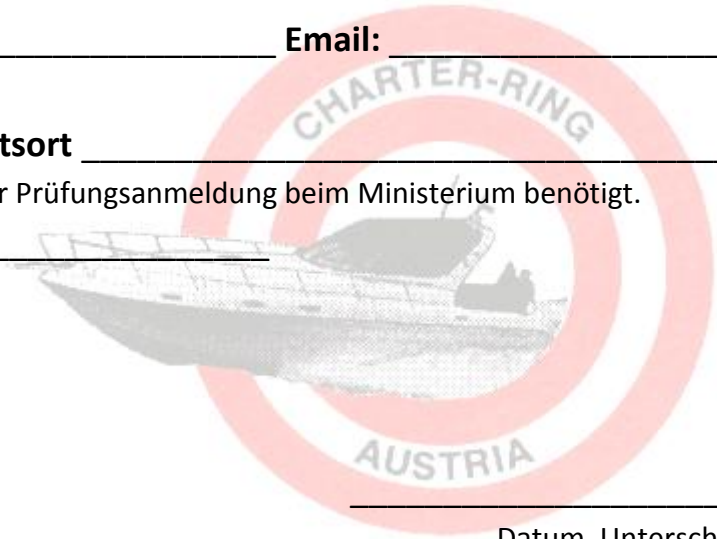 Email:
CHARTER-RING
tsort
r Prüfungsanmeldung beim Ministerium benötigt.
AUSTRIA
Datum, Untersch